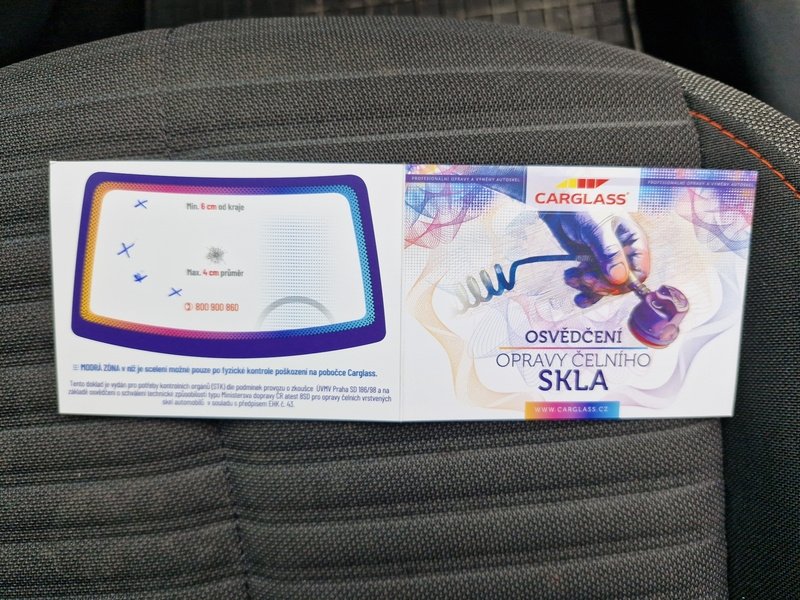 Min. 6 cm od kraje
Max. 4 cm průměr
800 900 860
MODRÁ ZÓNA v níž je scelení možné pouze po fyzické kontrole poškození na pobočce Carglass.
Tento doklad je vydán pro potřeby kontrolních orgánů (STK) dle podmínek provozu o zkoušce ÚVMV Praha SD 186/98 a na
základě osvědčení o schválení technické způsobilosti typu Ministerstva dopravy ČR atest 8SD pro opravy čelních vrstvených
skel automobilů v souladu s předpisem EHK č. 43.
PROFESIONÁLNÍ OPRAVY A VÝMĚNY AUTOSKEL
PROFESIONÁLNÍ OPRAVY A VÝMĚNY AUTOSKEL
CARGLASS®
OSVĚDČENÍ
OPRAVY ČELNÍHO
SKLA
WWW.CARGLASS.CZ